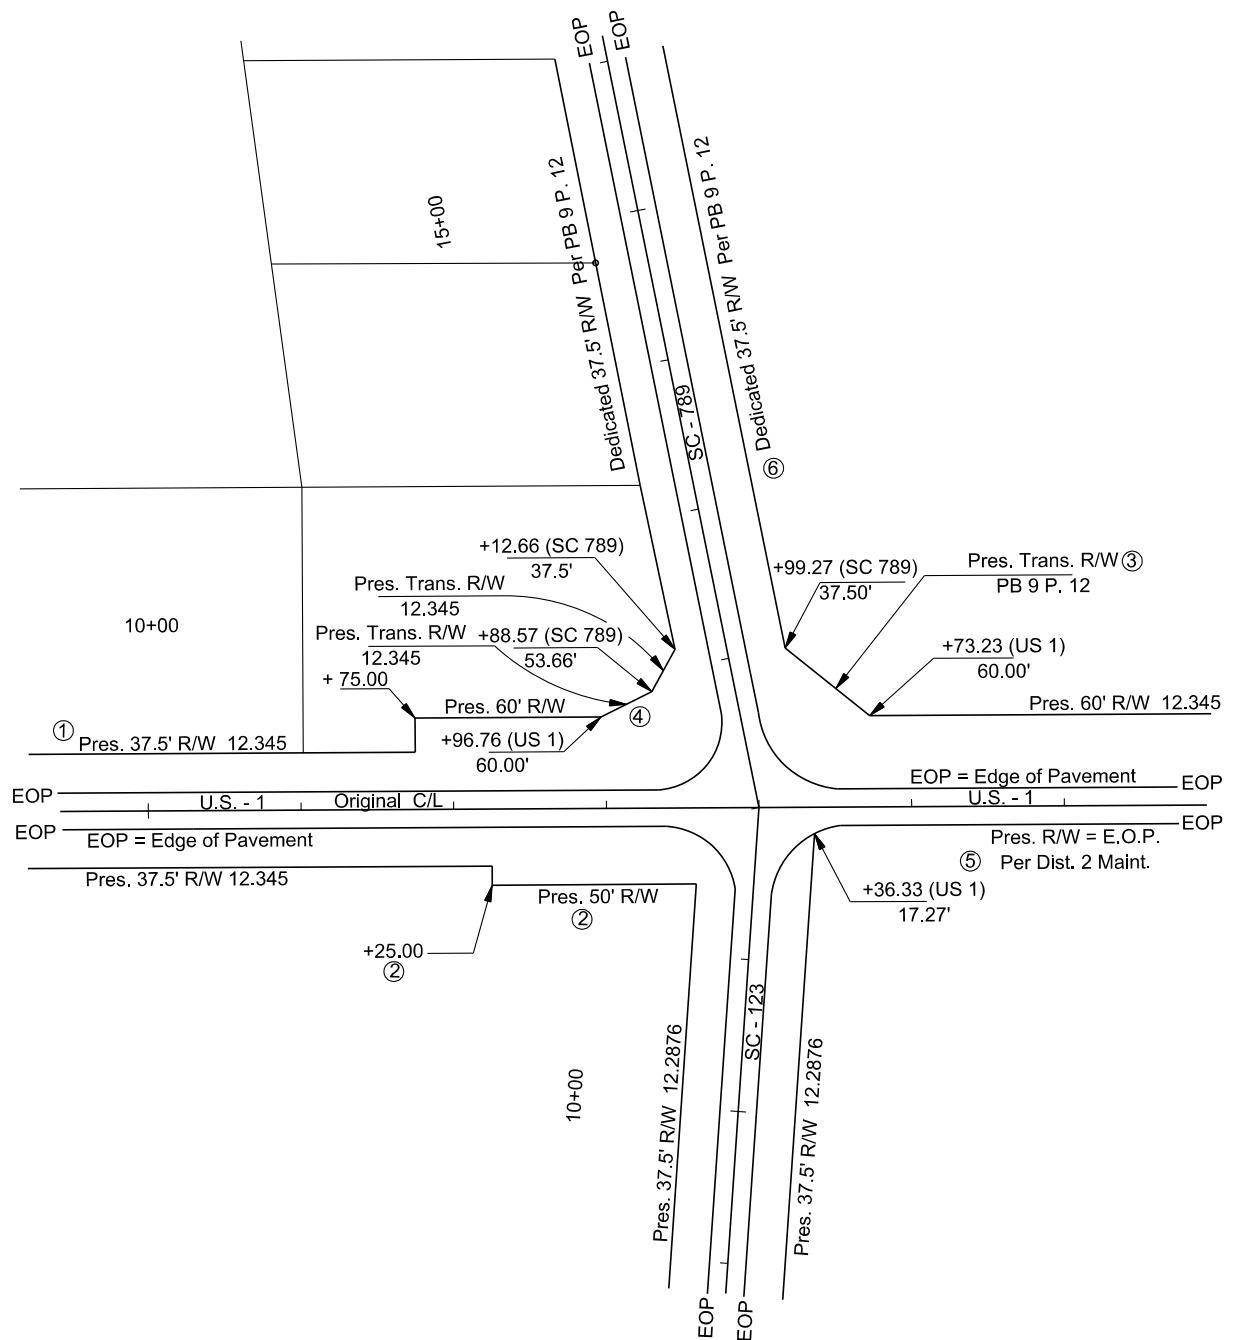 EOP
EOP
Dedicated 37.5' R/W Per PB 9 P. 12
Dedicated 37.5' R/W Per PB 9 P. 12
⑥
15+00
SC - 789
+12.66 (SC 789)
37.5'
Pres. Trans. R/W
12.345
Pres. Trans. R/W
12.345
+88.57 (SC 789)
53.66'
+99.27 (SC 789)
37.50'
Pres. Trans. R/W ③
PB 9 P. 12
10+00
+73.23 (US 1)
60.00'
+ 75.00
Pres. 60' R/W
④
Pres. 60' R/W 12.345
①
Pres. 37.5' R/W 12.345
+96.76 (US 1)
60.00'
EOP = Edge of Pavement
EOP
EOP
U.S. - 1
Original C/L
U.S. - 1
EOP
EOP = Edge of Pavement
EOP
Pres. R/W = E.O.P.
⑤ Per Dist. 2 Maint.
Pres. 37.5' R/W 12.345
Pres. 50' R/W
②
+36.33 (US 1)
17.27'
+25.00
②
SC - 123
10+00
Pres. 37.5' R/W 12.2876
Pres. 37.5' R/W 12.2876
EOP
EOP